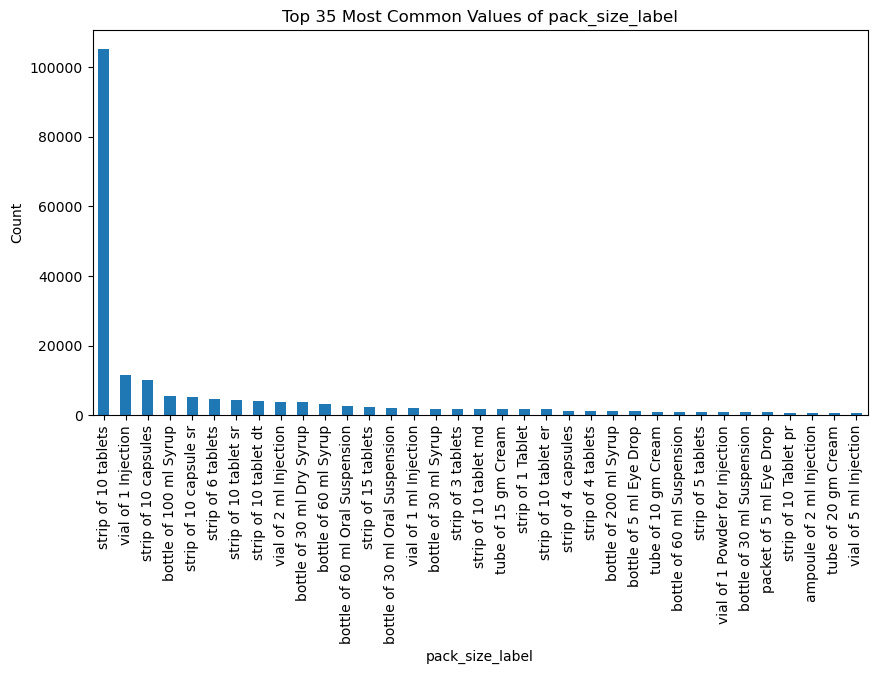 Top 35 Most Common Values of pack_size_label
Count
100000
80000
60000
40000
20000
0
strip of 10 tablets
vial of 1 Injection
strip of 10 capsules
bottle of 100 ml Syrup
strip of 10 capsule sr
strip of 6 tablets
strip of 10 tablet sr
strip of 10 tablet dt
vial of 2 ml Injection
bottle of 30 ml Dry Syrup
bottle of 60 ml Syrup
bottle of 60 ml Oral Suspension
strip of 15 tablets
bottle of 30 ml Oral Suspension
vial of 1 ml Injection
bottle of 30 ml Syrup
strip of 3 tablets
strip of 10 tablet md
tube of 15 gm Cream
strip of 1 Tablet
strip of 10 tablet er
strip of 4 capsules
strip of 4 tablets
bottle of 200 ml Syrup
bottle of 5 ml Eye Drop
tube of 10 gm Cream
bottle of 60 ml Suspension
strip of 5 tablets
vial of 1 Powder for Injection
bottle of 30 ml Suspension
packet of 5 ml Eye Drop
strip of 10 Tablet pr
ampoule of 2 ml Injection
tube of 20 gm Cream
vial of 5 ml Injection
pack_size_label